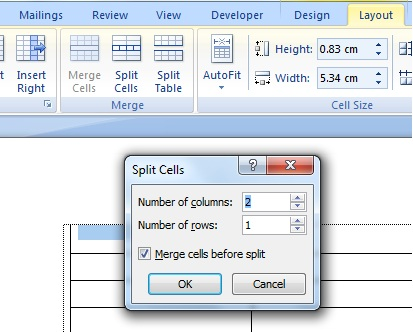 Mailings Review View Developer Design Layout
Insert Right
Merge Cells
Split Cells
Split Table
AutoFit
Height: 0.83 cm
Width: 5.34 cm
Merge
Cell Size
Split Cells
Number of columns: 2
Number of rows: 1
Merge cells before split
OK Cancel